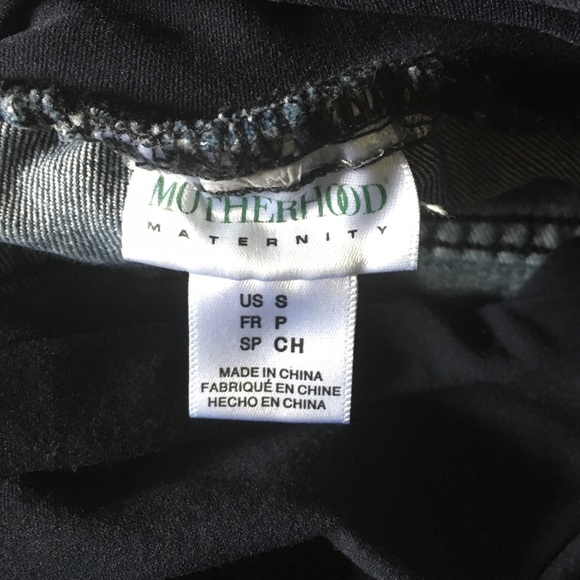 MOTHERHOOD
MATERNITY
US S
FR P
SP CH
MADE IN CHINA
FABRIQUÉ EN CHINE
HECHO EN CHINA